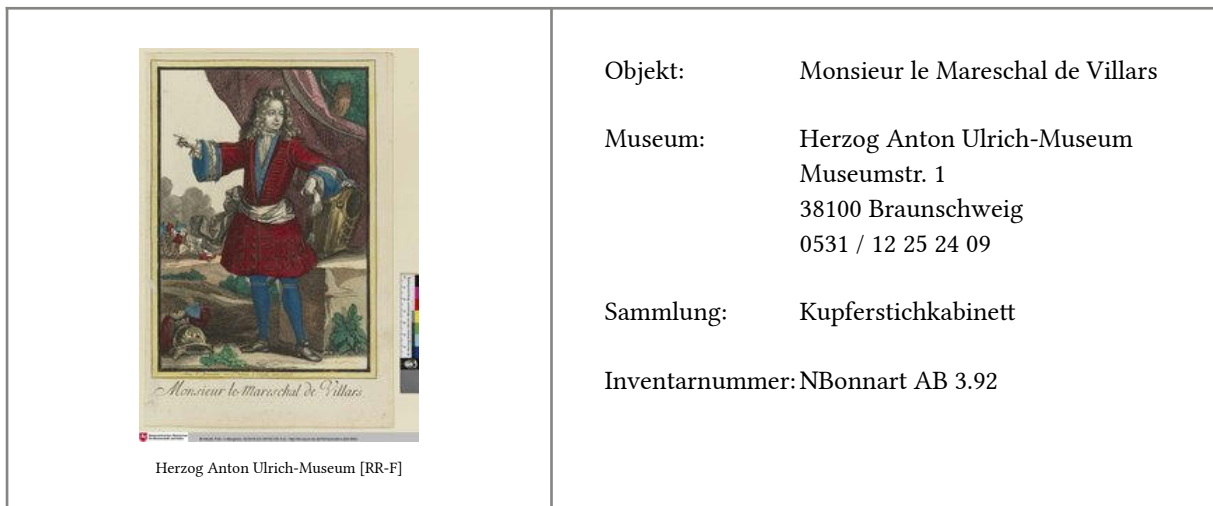 Monsieur le Mareschal de Villars
Herzog Anton Ulrich-Museum [RR-F]
Objekt: Monsieur le Mareschal de Villars
Museum: Herzog Anton Ulrich-Museum
Museumstr. 1
38100 Braunschweig
0531 / 12 25 24 09
Sammlung: Kupferstichkabinett
Inventarnummer: NBonnart AB 3.92